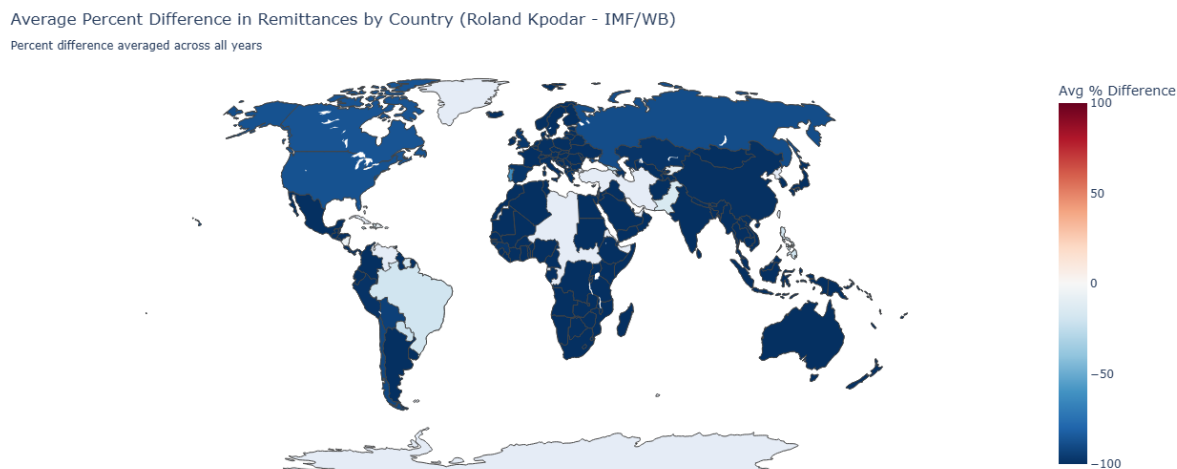 Average Percent Difference in Remittances by Country (Roland Kpodar - IMF/WB)
Percent difference averaged across all years
Avg % Difference
100
50
0
−50
−100